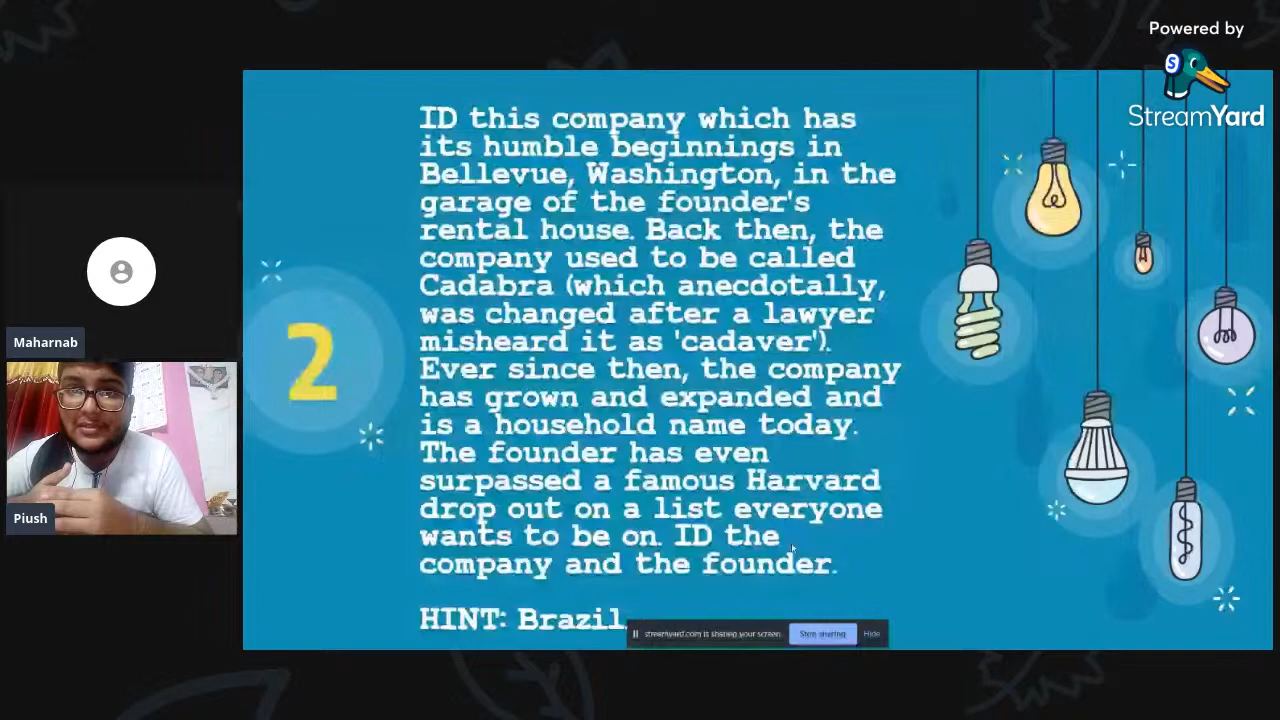 Powered by
StreamYard
ID this company which has
its humble beginnings in
Bellevue, Washington, in the
garage of the founder's
rental house. Back then, the
company used to be called
Cadabra (which anecdotally,
was changed after a lawyer
misheard it as 'cadaver').
Ever since then, the company
has grown and expanded and
is a household name today.
The founder has even
surpassed a famous Harvard
drop out on a list everyone
wants to be on. ID the
company and the founder.
HINT: Brazil.
2
Maharnab
Piush
streamyard.com is sharing your screen.
Stop sharing
Hide